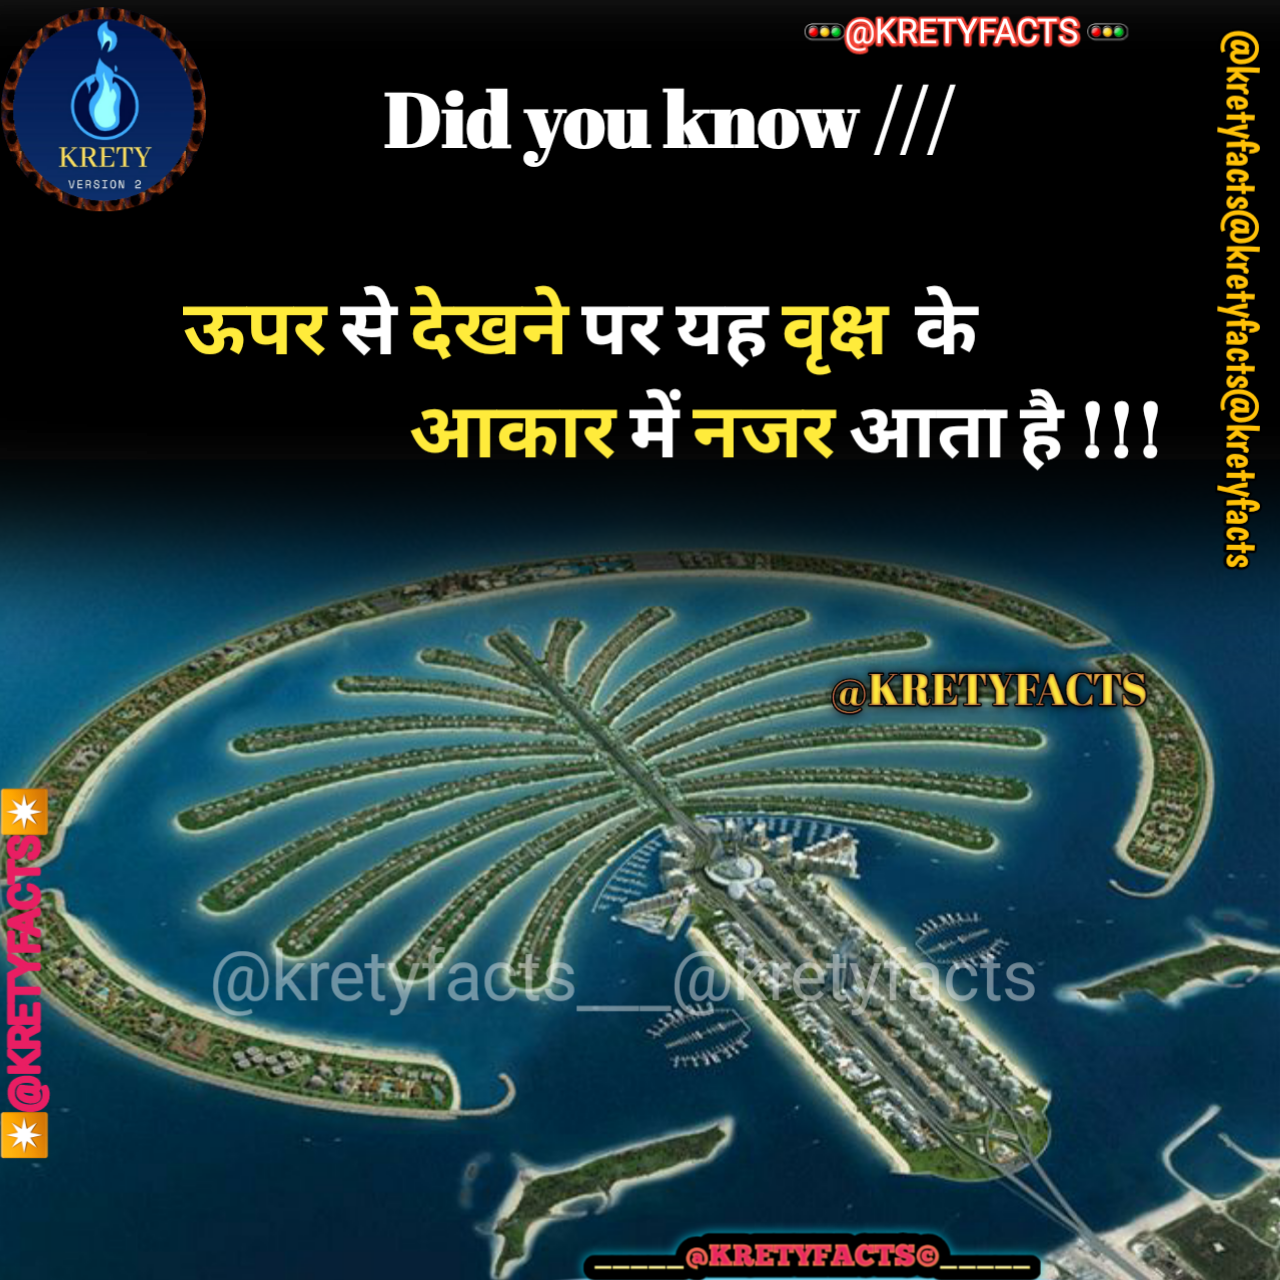 @KRETYFACTS
KRETY
VERSION 2
Did you know ///
@kretyfacts@kretyfacts@kretyfacts
ऊपर से देखने पर यह वृक्ष के
आकार में नजर आता है !!!
@KRETYFACTS
@KRETYFACTS
@kretyfacts__@kretyfacts
_____@KRETYFACTS©_____